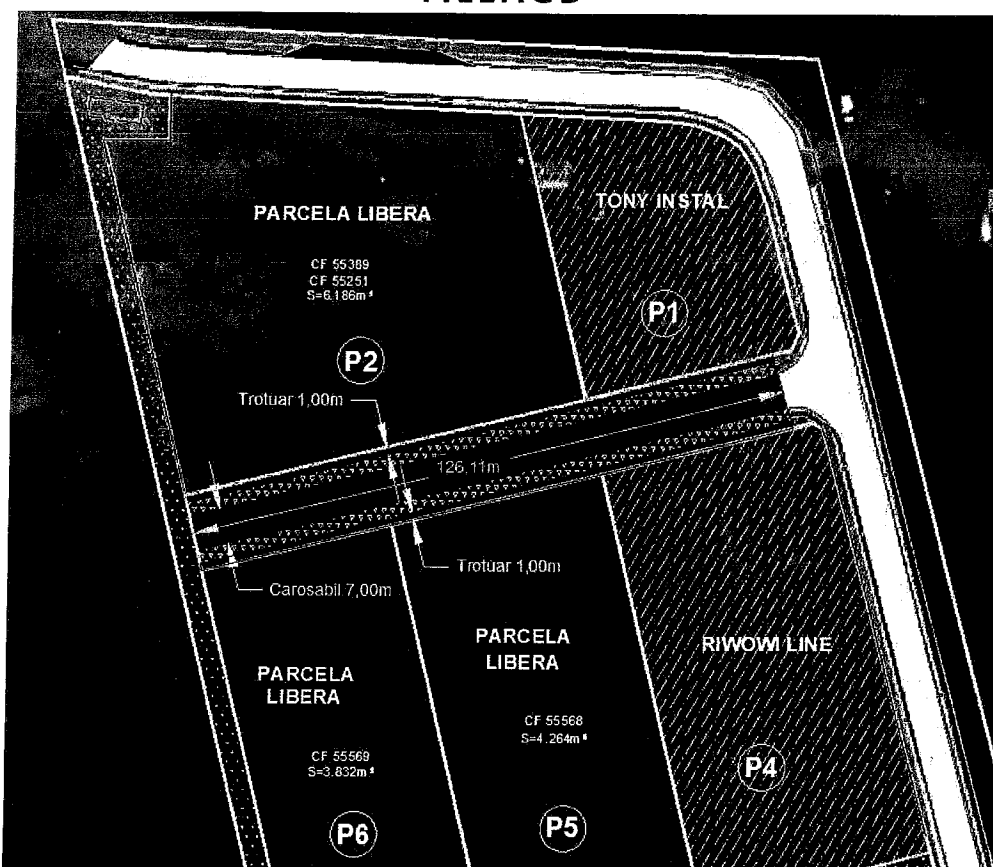 PARCELA LIBERA
CF 55389
CF 55251
S=6.186m²
P2
TONY INSTAL
P1
Trotuar 1,00m
126,11m
Trotuar 1,00m
Carosabil 7,00m
PARCELA
LIBERA
CF 55569
S=3.832m²
P6
PARCELA
LIBERA
CF 55568
S=4.264m²
P5
RIWOWI LINE
P4